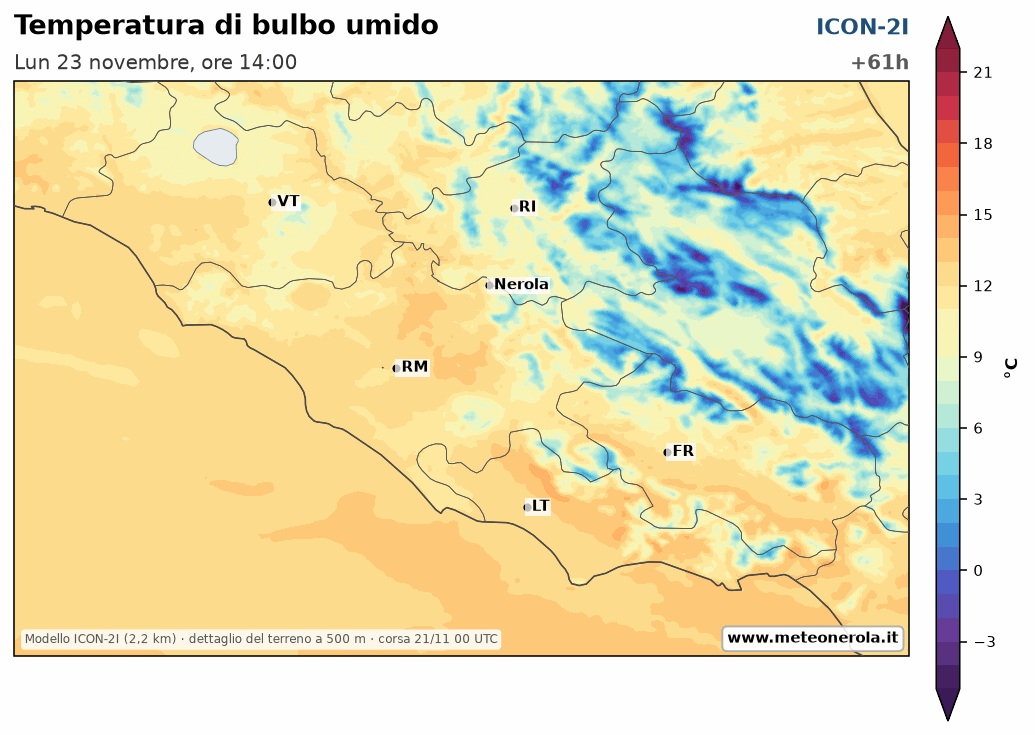 Temperatura di bulbo umido
ICON-2I
Lun 23 novembre, ore 14:00
+61h
VT
RI
Nerola
RM
FR
LT
Modello ICON-2I (2,2 km) · dettaglio del terreno a 500 m · corsa 21/11 00 UTC
www.meteonerola.it
21
18
15
12
9
6
3
0
−3
°C